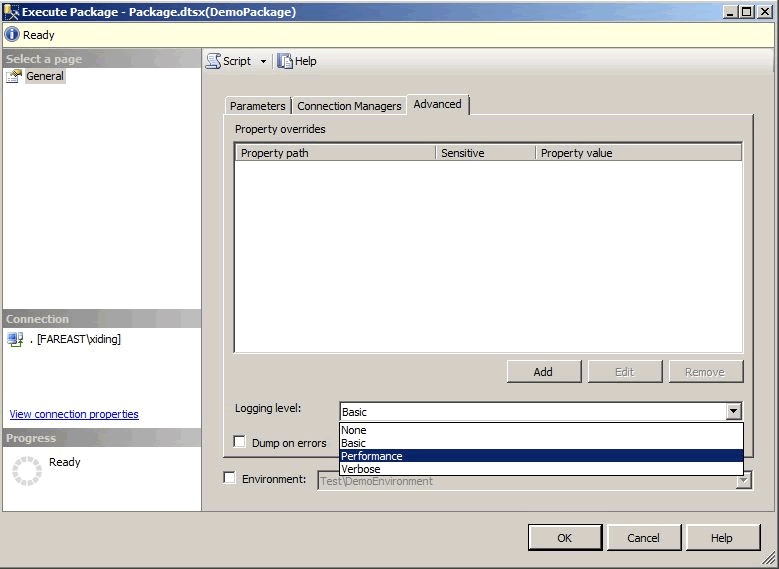 Execute Package - Package.dtsx(DemoPackage)
Ready
Select a page
General
Script
Help
Parameters
Connection Managers
Advanced
Property overrides
Property path
Sensitive
Property value
Connection
. [FAREAST\xiding]
View connection properties
Progress
Ready
Add
Edit
Remove
Logging level:
Basic
None
Basic
Performance
Verbose
Dump on errors
Environment:
Test\DemoEnvironment
OK
Cancel
Help